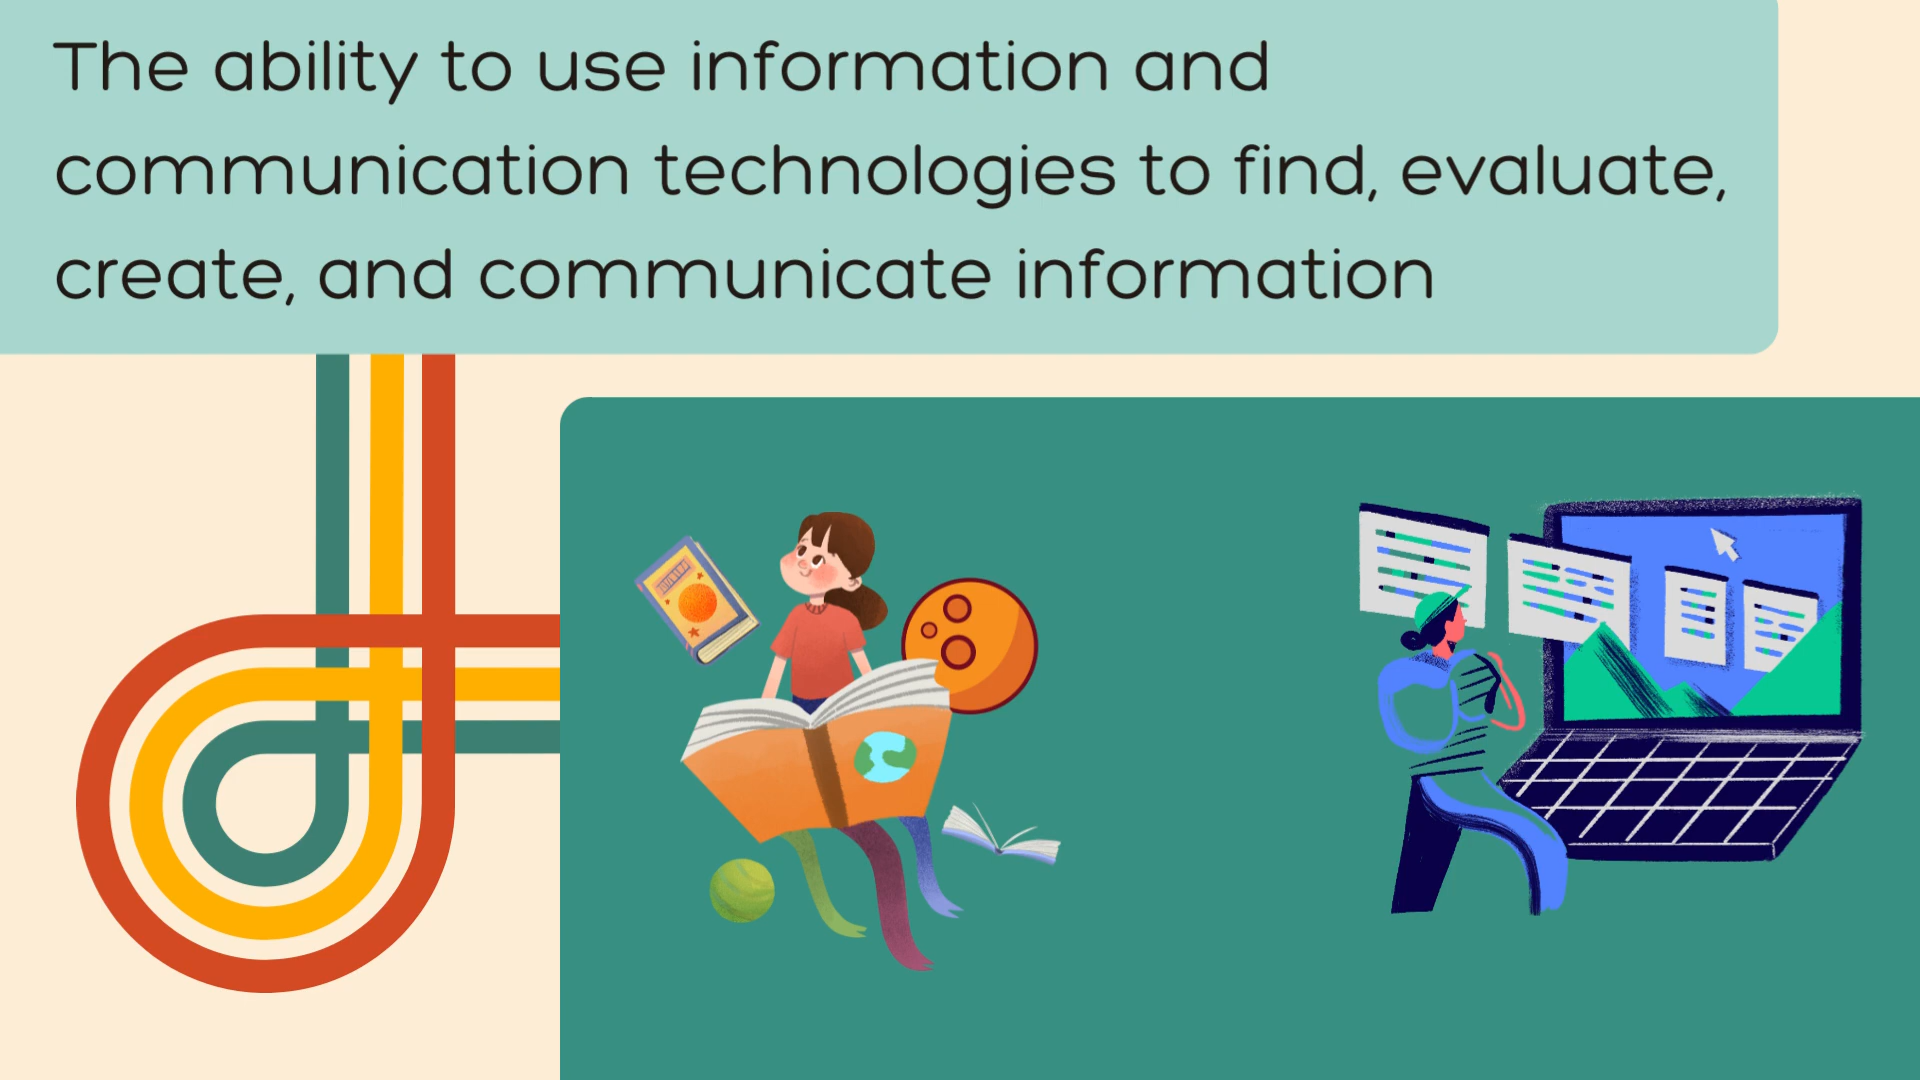 The ability to use information and
communication technologies to find, evaluate,
create, and communicate information